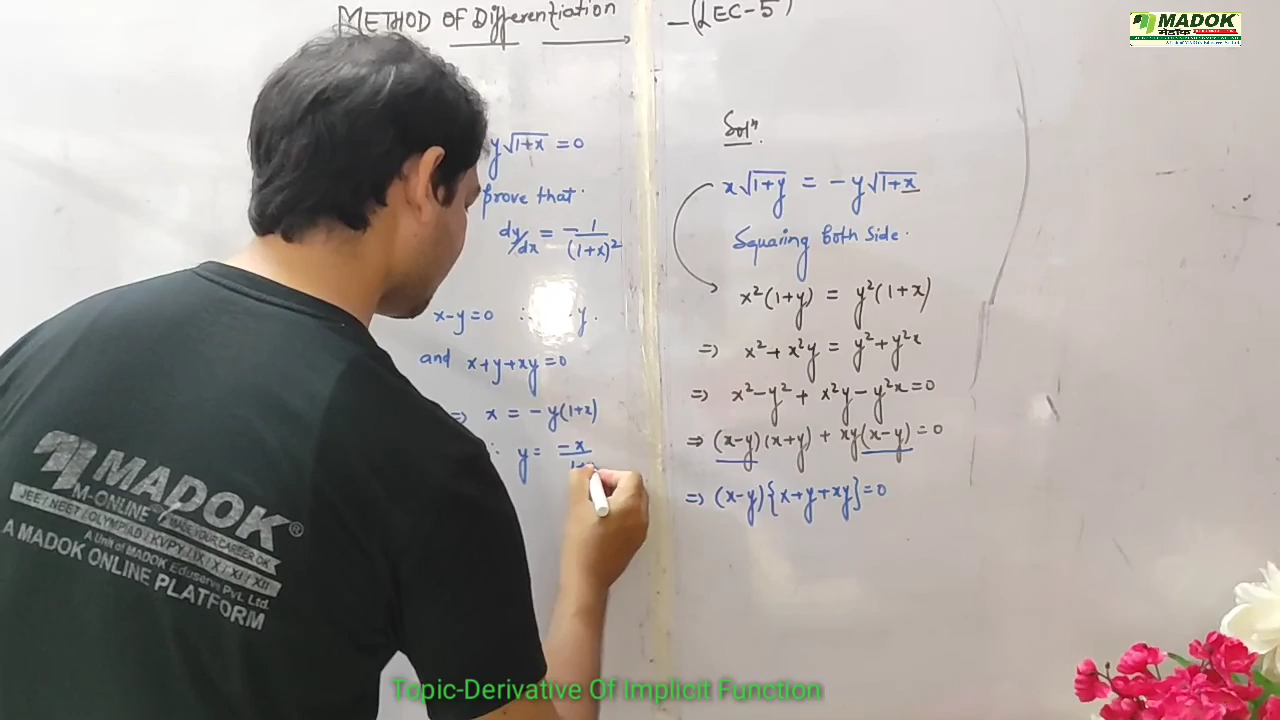 METHOD OF Differentiation - (LEC-5)
MADOK
y√1+x = 0
prove that
dy/dx = -1/(1+x)²
x-y=0 ∴ y.
and x+y+xy=0
=> x = -y(1+x)
∴ y = -x/1+
Solⁿ.
x√1+y = -y√1+x
Squaring both side.
x²(1+y) = y²(1+x)
=> x²+x²y = y²+y²x
=> x²-y²+ x²y-y²x=0
=> (x-y)(x+y) + xy(x-y)=0
=> (x-y){x+y+xy}=0
MADOK®
M-ONLINE MADE YOUR CAREER OK
JEE/ NEET / OLYMPIAD / KVPY / IX / X / XI / XII
A Unit of MADOK Eduserve Pvt. Ltd.
A MADOK ONLINE PLATFORM
Topic-Derivative Of Implicit Function